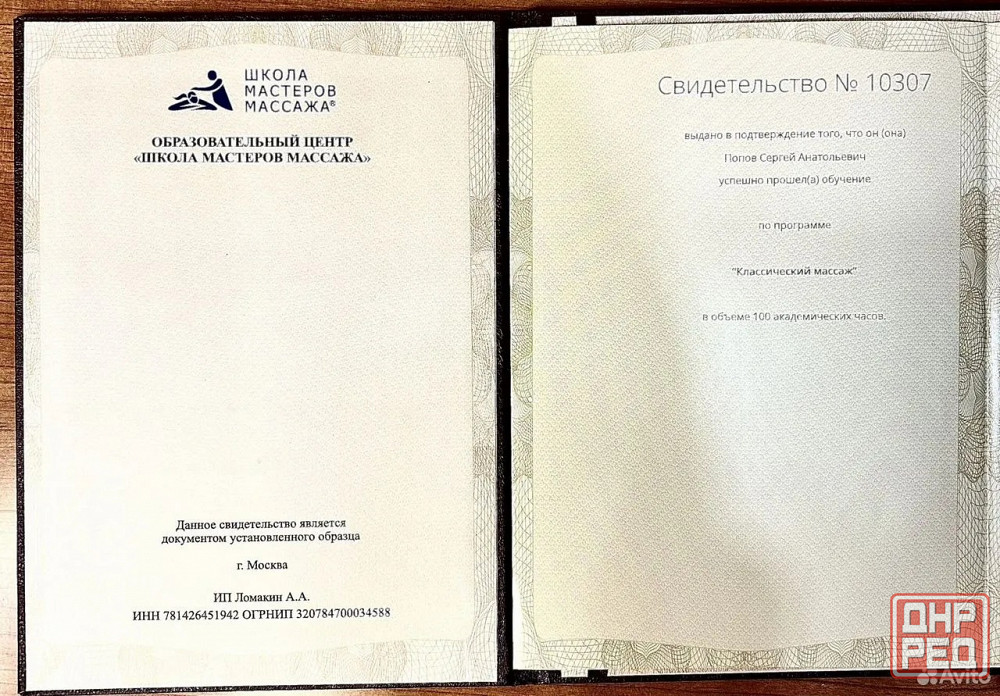 ШКОЛА
МАСТЕРОВ
МАССАЖА®
ОБРАЗОВАТЕЛЬНЫЙ ЦЕНТР
«ШКОЛА МАСТЕРОВ МАССАЖА»
Данное свидетельство является
документом установленного образца
г. Москва
ИП Ломакин А.А.
ИНН 781426451942 ОГРНИП 320784700034588
Свидетельство № 10307
выдано в подтверждение того, что он (она)
Попов Сергей Анатольевич
успешно прошел(а) обучение
по программе
"Классический массаж"
в объеме 100 академических часов.
ДНР
РЕД
Avito